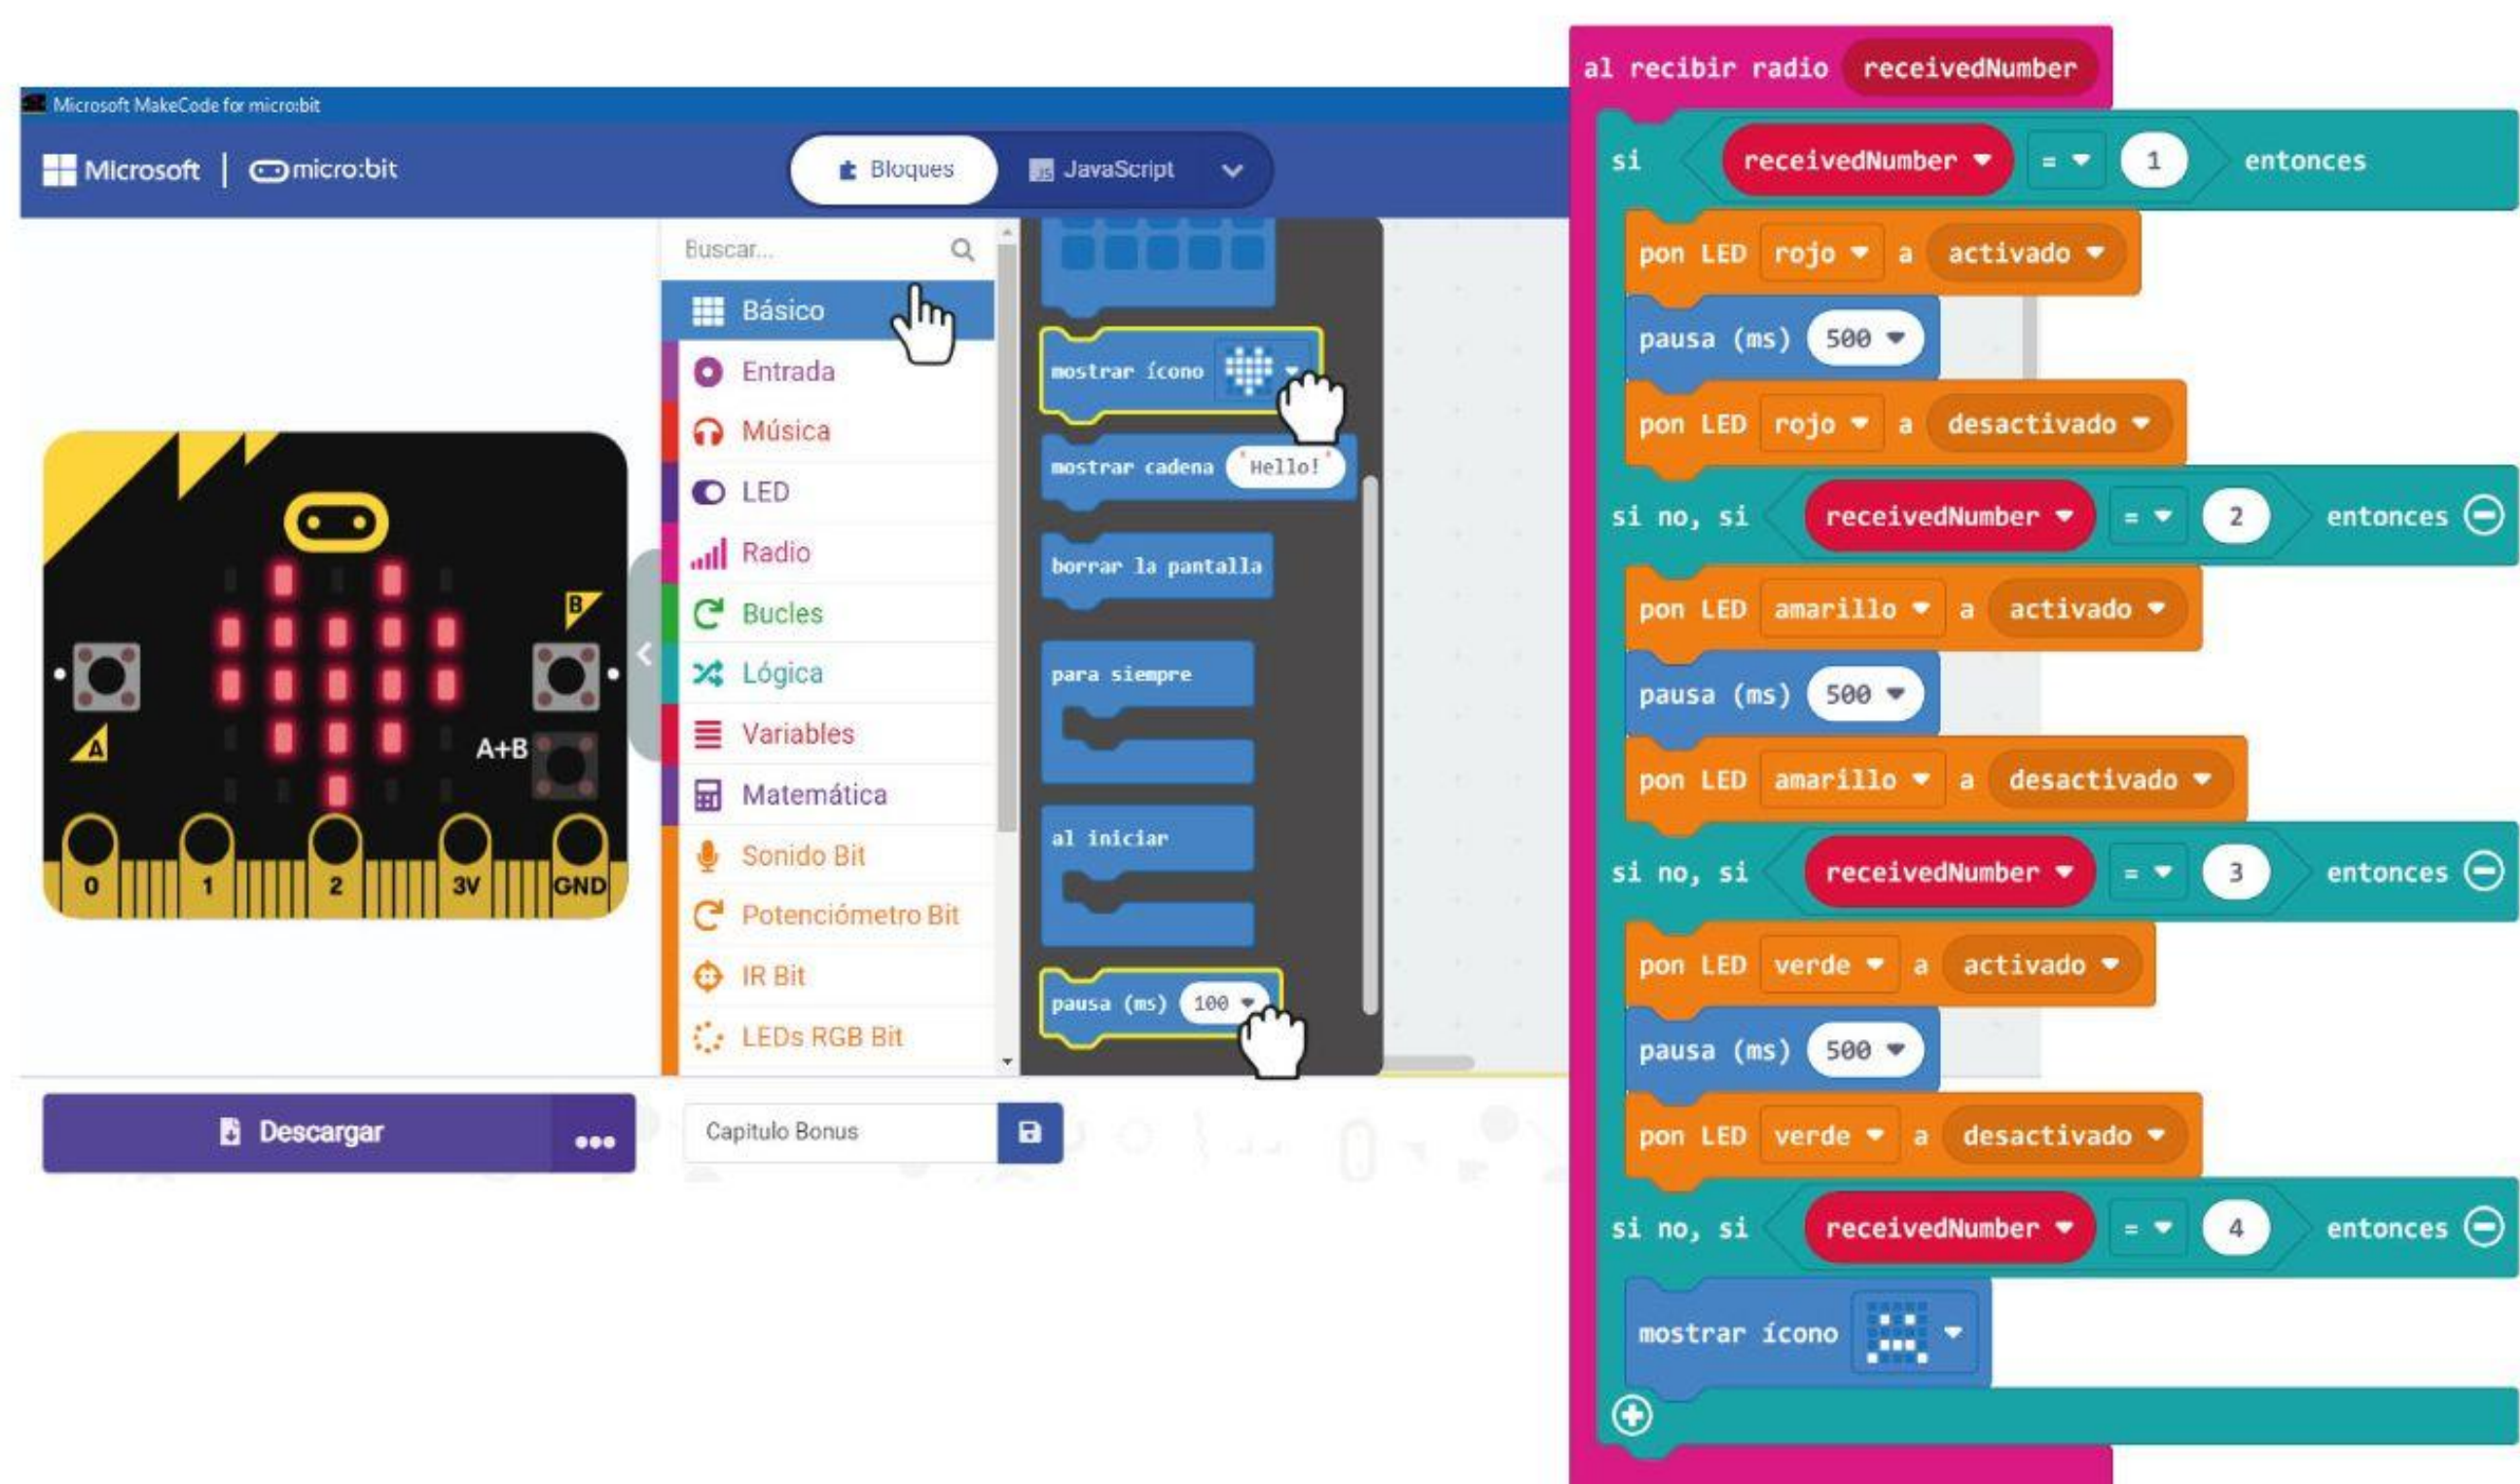 Microsoft MakeCode for micro:bit
Microsoft | micro:bit
Bloques
JavaScript
Buscar...
Básico
Entrada
Música
LED
Radio
Bucles
Lógica
Variables
Matemática
Sonido Bit
Potenciómetro Bit
IR Bit
LEDs RGB Bit
mostrar ícono
mostrar cadena "Hello!"
borrar la pantalla
para siempre
al iniciar
pausa (ms) 100
B
A
A+B
0 1 2 3V GND
Descargar
Capitulo Bonus
al recibir radio receivedNumber
si receivedNumber = 1 entonces
pon LED rojo a activado
pausa (ms) 500
pon LED rojo a desactivado
si no, si receivedNumber = 2 entonces
pon LED amarillo a activado
pausa (ms) 500
pon LED amarillo a desactivado
si no, si receivedNumber = 3 entonces
pon LED verde a activado
pausa (ms) 500
pon LED verde a desactivado
si no, si receivedNumber = 4 entonces
mostrar ícono